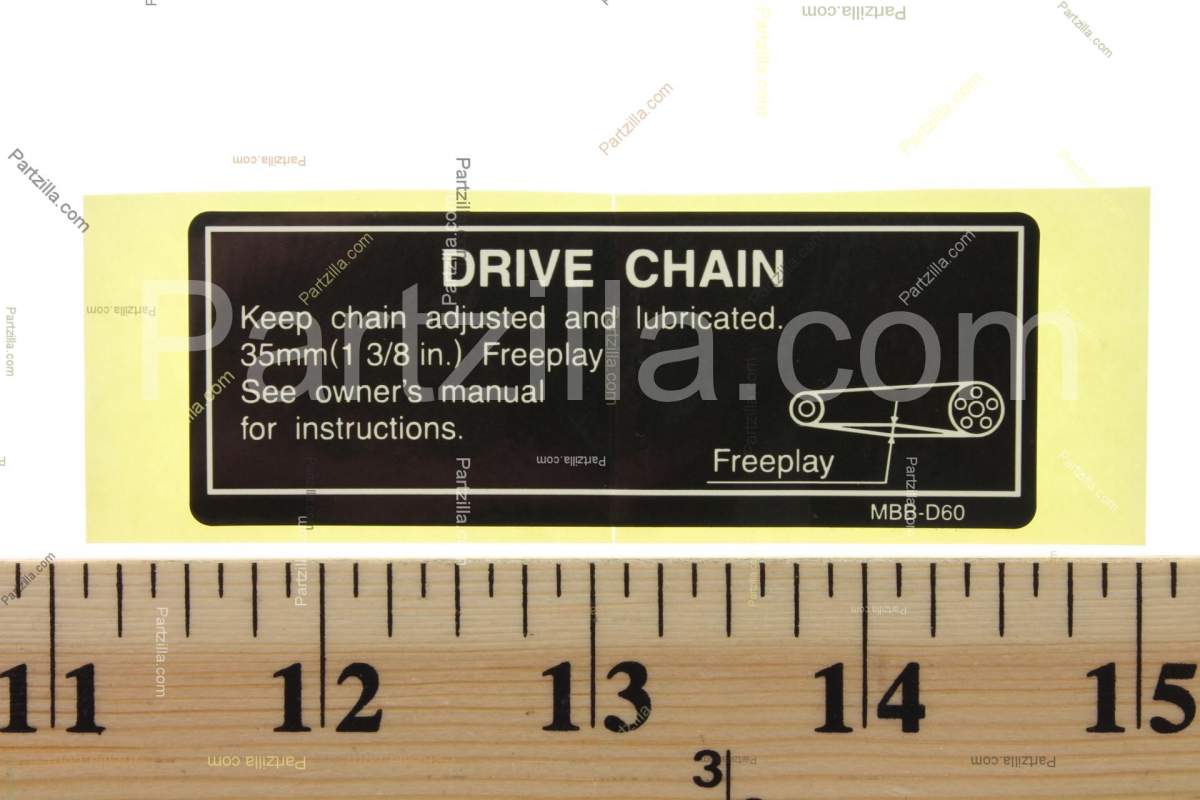 DRIVE CHAIN
Keep chain adjusted and lubricated.
35mm(1 3/8 in.) Freeplay
See owner's manual
for instructions.
Freeplay
MBB-D60
Partzilla.com
11 12 13 14 15
3